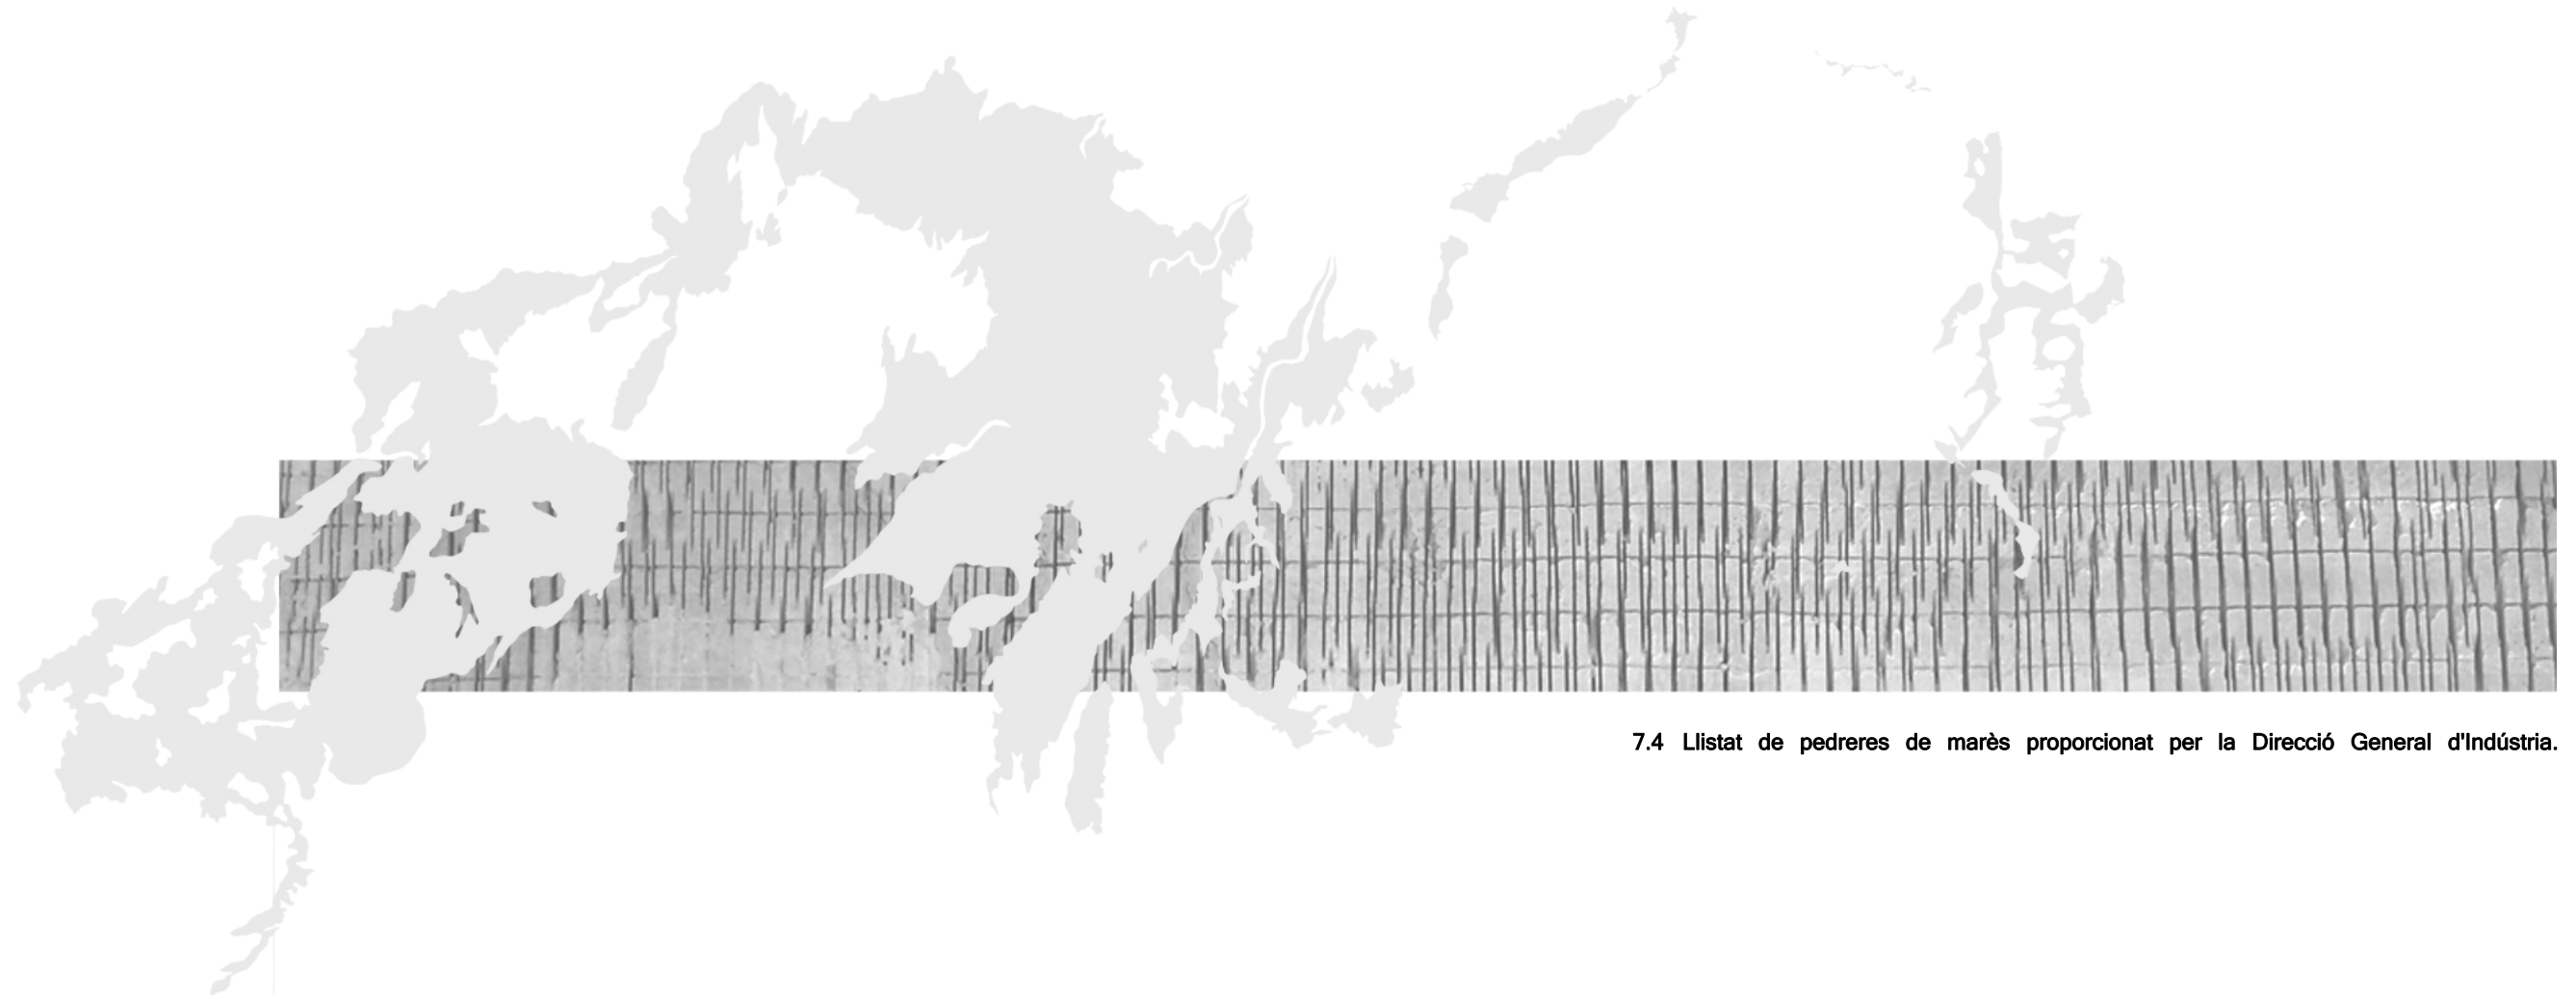 7.4 Llistat de pedreres de marès proporcionat per la Direcció General d'Indústria.